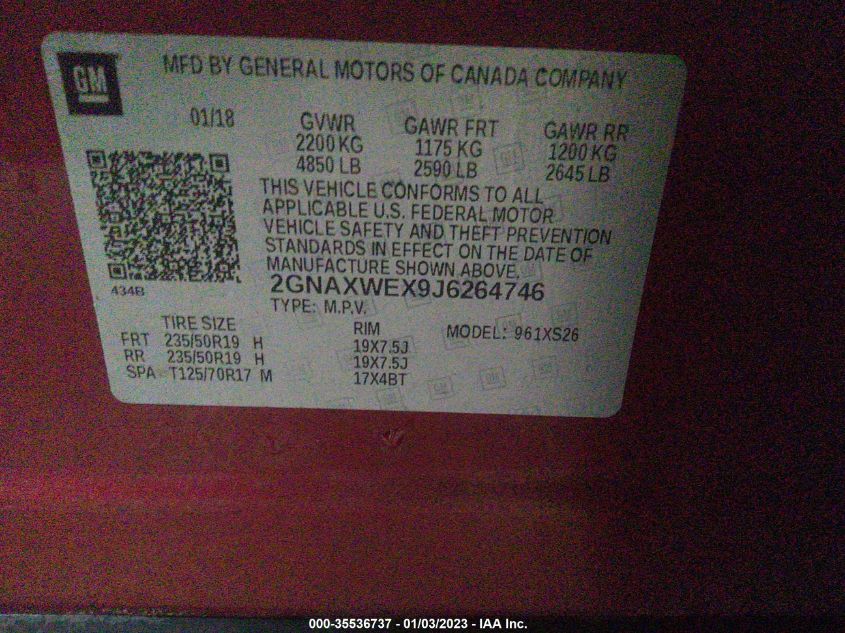 GM
MFD BY GENERAL MOTORS OF CANADA COMPANY
01/18 GVWR GAWR FRT GAWR RR
2200 KG 1175 KG 1200 KG
4850 LB 2590 LB 2645 LB
THIS VEHICLE CONFORMS TO ALL
APPLICABLE U.S. FEDERAL MOTOR
VEHICLE SAFETY AND THEFT PREVENTION
STANDARDS IN EFFECT ON THE DATE OF
MANUFACTURE SHOWN ABOVE.
434B
2GNAXWEX9J6264746
TYPE: M.P.V.
TIRE SIZE RIM MODEL: 961XS26
FRT 235/50R19 H 19X7.5J
RR 235/50R19 H 19X7.5J
SPA T125/70R17 M 17X4BT
000-35536737 - 01/03/2023 - IAA Inc.